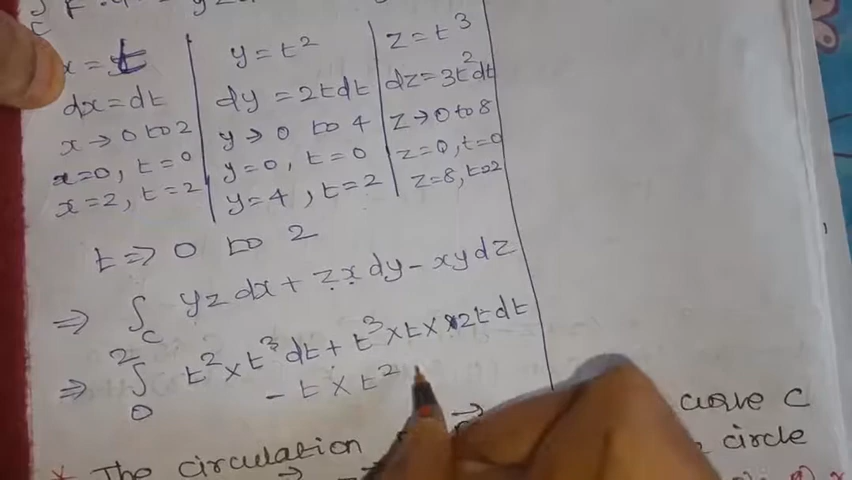 x = t y = t² z = t³
dx = dt dy = 2t dt dz = 3t² dt
x → 0 to 2 y → 0 to 4 z → 0 to 8
x = 0, t = 0 y = 0, t = 0 z = 0, t = 0
x = 2, t = 2 y = 4, t = 2 z = 8, t = 2
t ⇒ 0 to 2
⇒ ∫c yz dx + zx dy - xy dz
⇒ ∫₀² t² × t³ dt + t³ × t × 2t dt
- t × t²
* The circulation curve C
circle